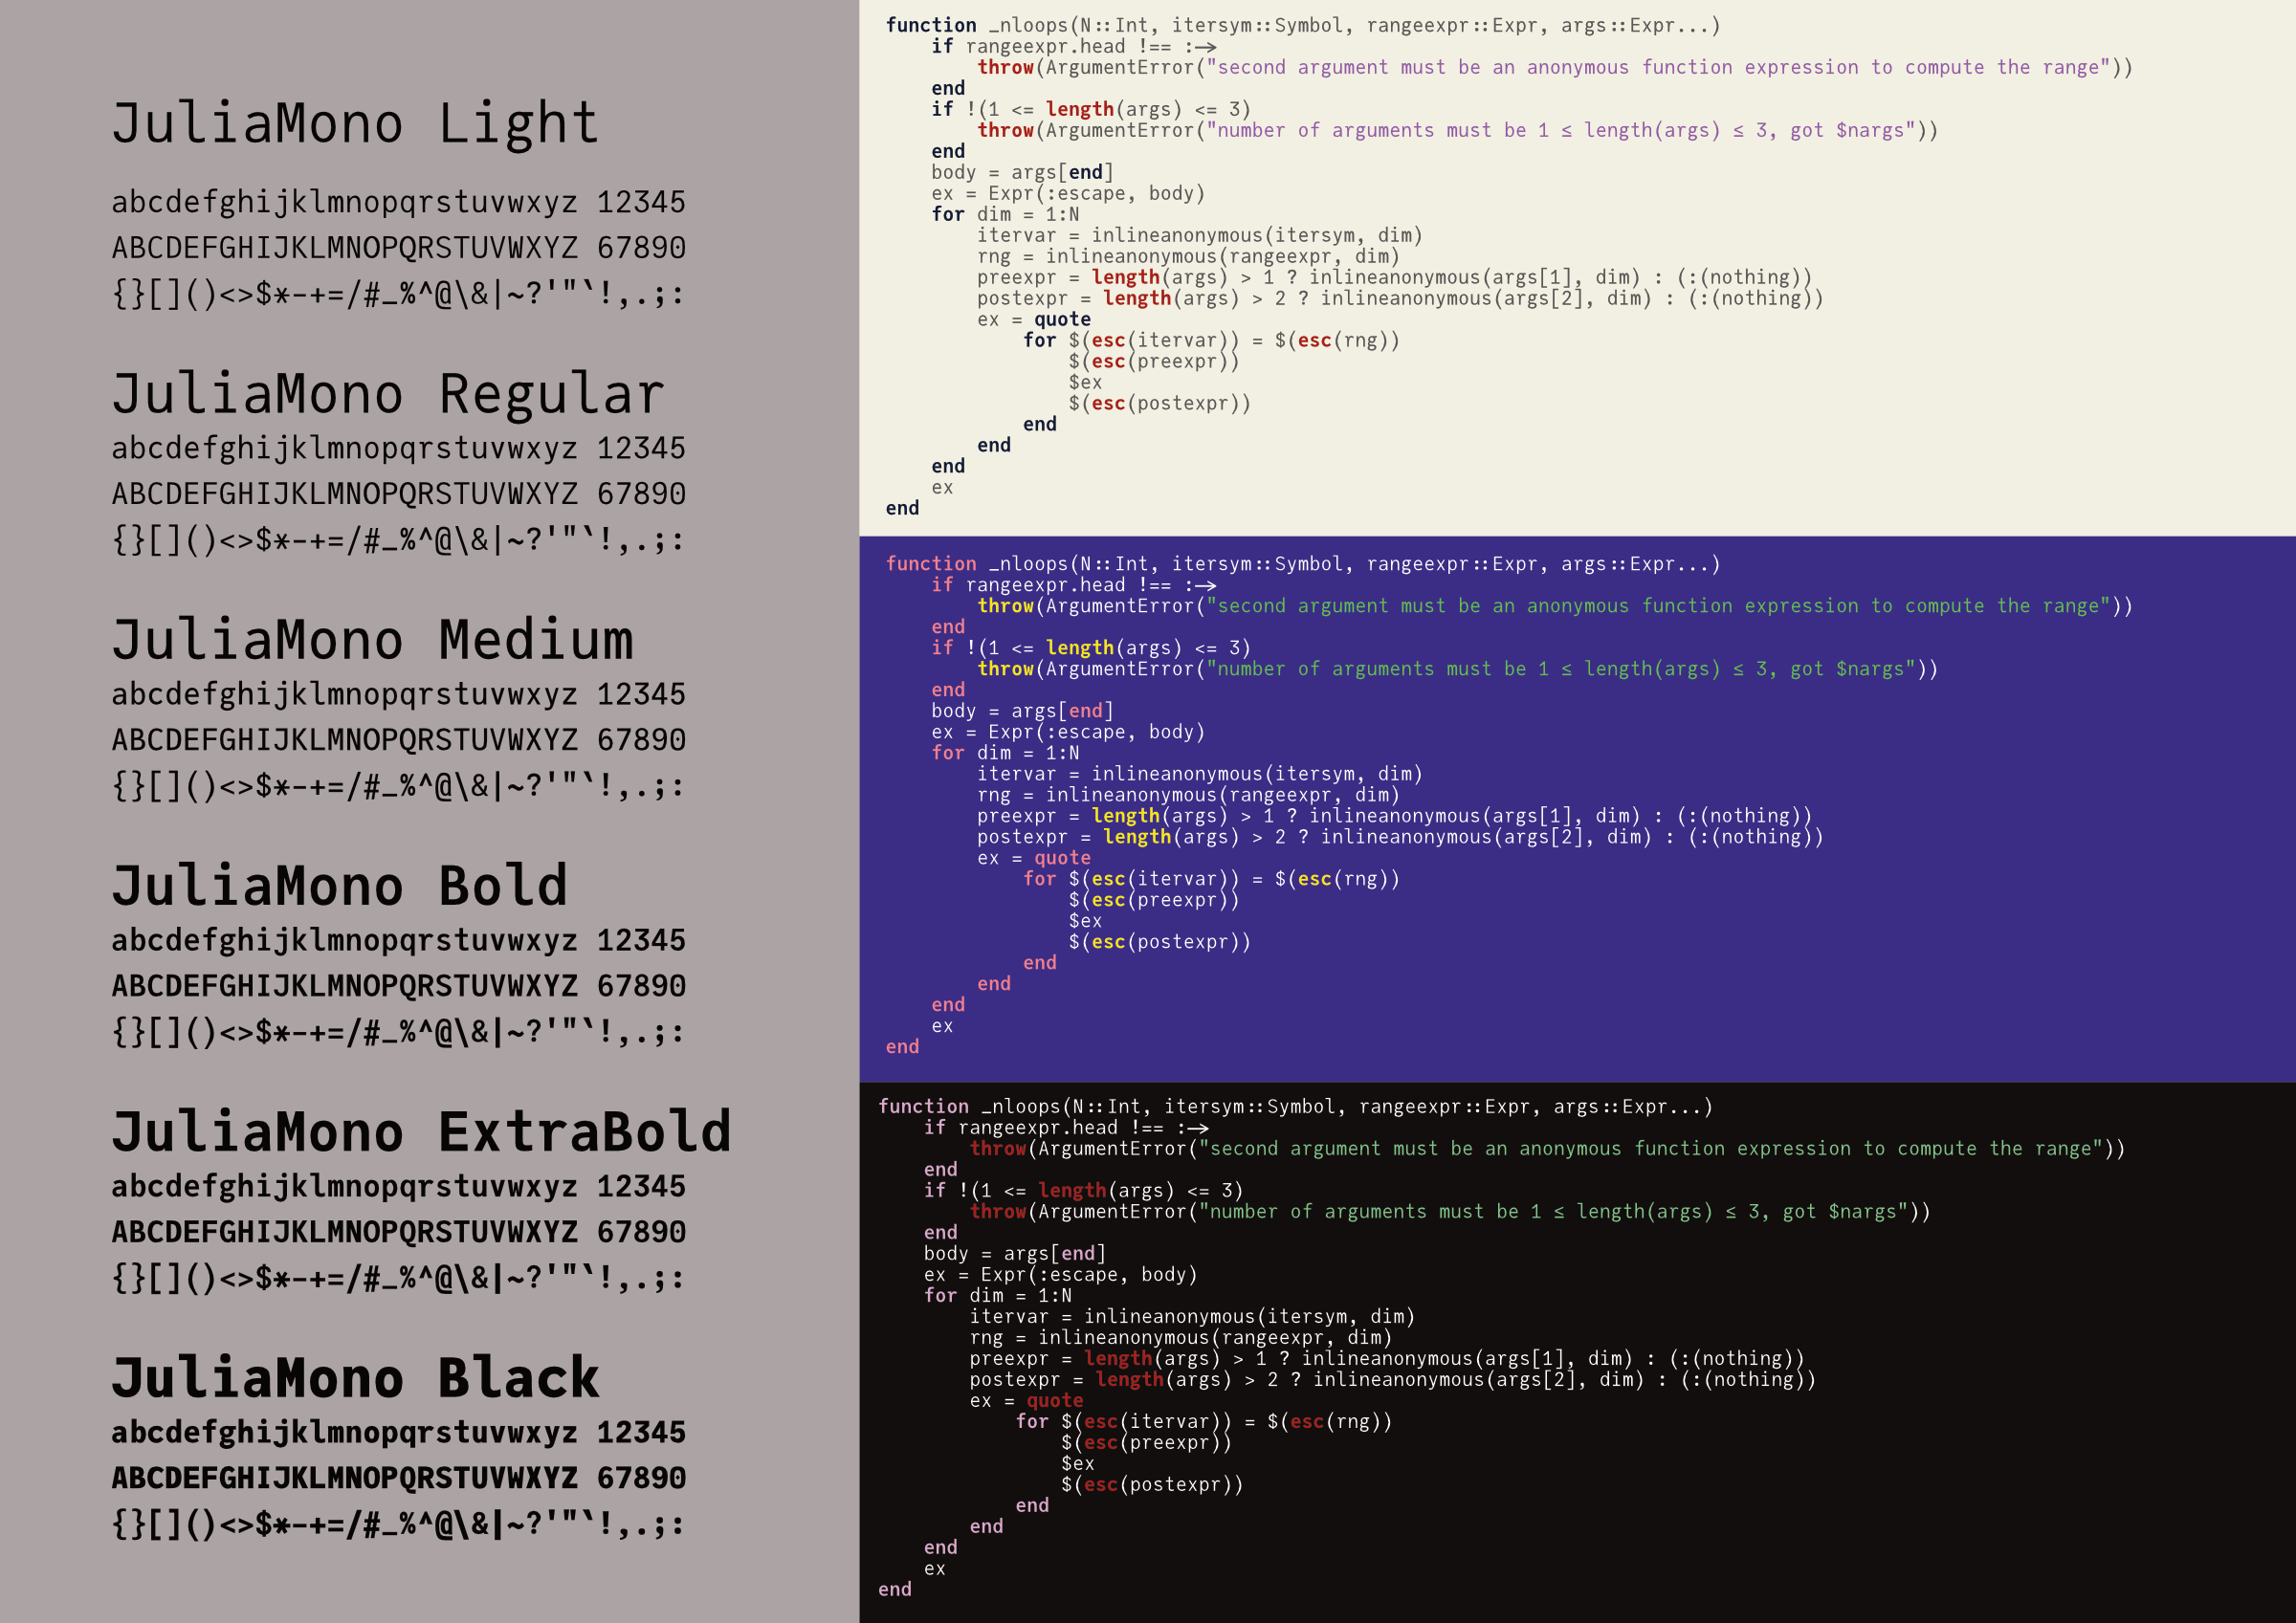 JuliaMono Light
abcdefghijklmnopqrstuvwxyz 12345
ABCDEFGHIJKLMNOPQRSTUVWXYZ 67890
{}[]()<>$*-+=/#_%^@\&|~?'"`!,.;:
JuliaMono Regular
abcdefghijklmnopqrstuvwxyz 12345
ABCDEFGHIJKLMNOPQRSTUVWXYZ 67890
{}[]()<>$*-+=/#_%^@\&|~?'"`!,.;:
JuliaMono Medium
abcdefghijklmnopqrstuvwxyz 12345
ABCDEFGHIJKLMNOPQRSTUVWXYZ 67890
{}[]()<>$*-+=/#_%^@\&|~?'"`!,.;:
JuliaMono Bold
abcdefghijklmnopqrstuvwxyz 12345
ABCDEFGHIJKLMNOPQRSTUVWXYZ 67890
{}[]()<>$*-+=/#_%^@\&|~?'"`!,.;:
JuliaMono ExtraBold
abcdefghijklmnopqrstuvwxyz 12345
ABCDEFGHIJKLMNOPQRSTUVWXYZ 67890
{}[]()<>$*-+=/#_%^@\&|~?'"`!,.;:
JuliaMono Black
abcdefghijklmnopqrstuvwxyz 12345
ABCDEFGHIJKLMNOPQRSTUVWXYZ 67890
{}[]()<>$*-+=/#_%^@\&|~?'"`!,.;:
function _nloops(N::Int, itersym::Symbol, rangeexpr::Expr, args::Expr...)
    if rangeexpr.head !== :->
        throw(ArgumentError("second argument must be an anonymous function expression to compute the range"))
    end
    if !(1 <= length(args) <= 3)
        throw(ArgumentError("number of arguments must be 1 ≤ length(args) ≤ 3, got $nargs"))
    end
    body = args[end]
    ex = Expr(:escape, body)
    for dim = 1:N
        itervar = inlineanonymous(itersym, dim)
        rng = inlineanonymous(rangeexpr, dim)
        preexpr = length(args) > 1 ? inlineanonymous(args[1], dim) : (:(nothing))
        postexpr = length(args) > 2 ? inlineanonymous(args[2], dim) : (:(nothing))
        ex = quote
            for $(esc(itervar)) = $(esc(rng))
                $(esc(preexpr))
                $ex
                $(esc(postexpr))
            end
        end
    end
    ex
end
function _nloops(N::Int, itersym::Symbol, rangeexpr::Expr, args::Expr...)
    if rangeexpr.head !== :->
        throw(ArgumentError("second argument must be an anonymous function expression to compute the range"))
    end
    if !(1 <= length(args) <= 3)
        throw(ArgumentError("number of arguments must be 1 ≤ length(args) ≤ 3, got $nargs"))
    end
    body = args[end]
    ex = Expr(:escape, body)
    for dim = 1:N
        itervar = inlineanonymous(itersym, dim)
        rng = inlineanonymous(rangeexpr, dim)
        preexpr = length(args) > 1 ? inlineanonymous(args[1], dim) : (:(nothing))
        postexpr = length(args) > 2 ? inlineanonymous(args[2], dim) : (:(nothing))
        ex = quote
            for $(esc(itervar)) = $(esc(rng))
                $(esc(preexpr))
                $ex
                $(esc(postexpr))
            end
        end
    end
    ex
end
function _nloops(N::Int, itersym::Symbol, rangeexpr::Expr, args::Expr...)
    if rangeexpr.head !== :->
        throw(ArgumentError("second argument must be an anonymous function expression to compute the range"))
    end
    if !(1 <= length(args) <= 3)
        throw(ArgumentError("number of arguments must be 1 ≤ length(args) ≤ 3, got $nargs"))
    end
    body = args[end]
    ex = Expr(:escape, body)
    for dim = 1:N
        itervar = inlineanonymous(itersym, dim)
        rng = inlineanonymous(rangeexpr, dim)
        preexpr = length(args) > 1 ? inlineanonymous(args[1], dim) : (:(nothing))
        postexpr = length(args) > 2 ? inlineanonymous(args[2], dim) : (:(nothing))
        ex = quote
            for $(esc(itervar)) = $(esc(rng))
                $(esc(preexpr))
                $ex
                $(esc(postexpr))
            end
        end
    end
    ex
end